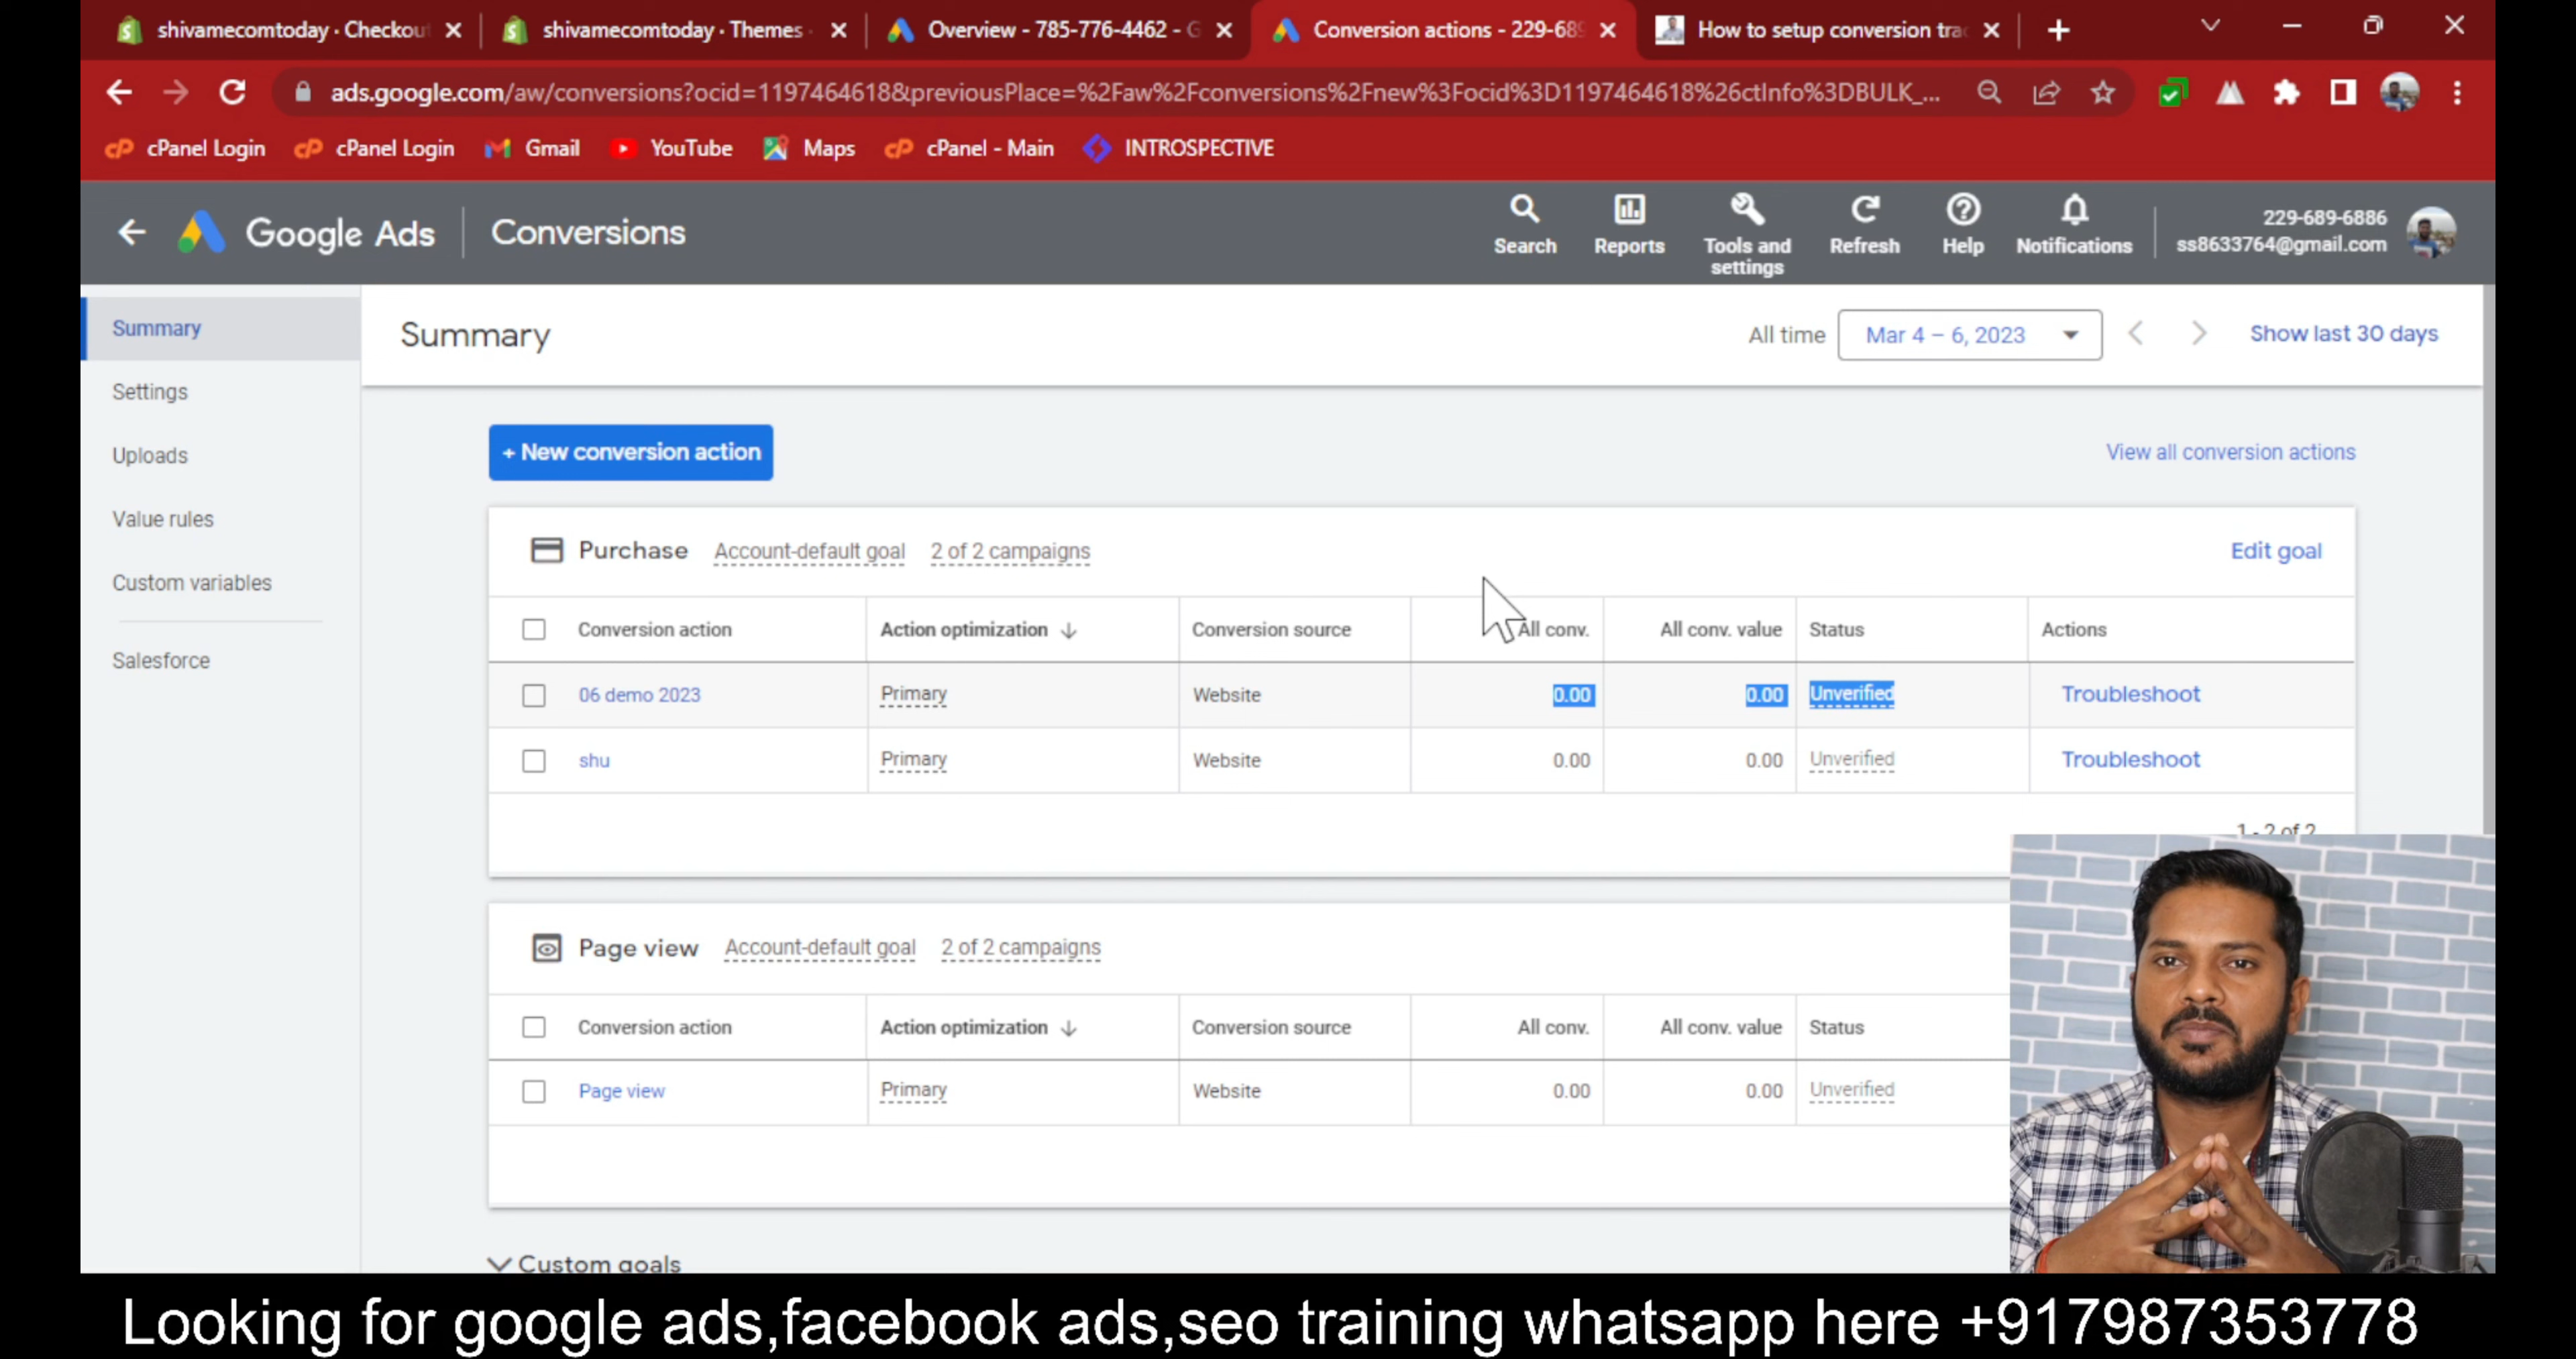 shivamecomtoday · Checkout
shivamecomtoday · Themes ·
Overview - 785-776-4462 - G
Conversion actions - 229-689
How to setup conversion trac
ads.google.com/aw/conversions?ocid=1197464618&previousPlace=%2Faw%2Fconversions%2Fnew%3Focid%3D1197464618%26ctInfo%3DBULK_...
cPanel Login
cPanel Login
Gmail
YouTube
Maps
cPanel - Main
INTROSPECTIVE
Google Ads
Conversions
Search
Reports
Tools and
settings
Refresh
Help
Notifications
229-689-6886
ss8633764@gmail.com
Summary
Settings
Uploads
Value rules
Custom variables
Salesforce
Summary
All time
Mar 4 – 6, 2023
Show last 30 days
+ New conversion action
View all conversion actions
Purchase Account-default goal 2 of 2 campaigns Edit goal
Conversion action Action optimization Conversion source All conv. All conv. value Status Actions
06 demo 2023 Primary Website 0.00 0.00 Unverified Troubleshoot
shu Primary Website 0.00 0.00 Unverified Troubleshoot
1 - 2 of 2
Page view Account-default goal 2 of 2 campaigns
Conversion action Action optimization Conversion source All conv. All conv. value Status
Page view Primary Website 0.00 0.00 Unverified
Custom goals
Looking for google ads,facebook ads,seo training whatsapp here +917987353778